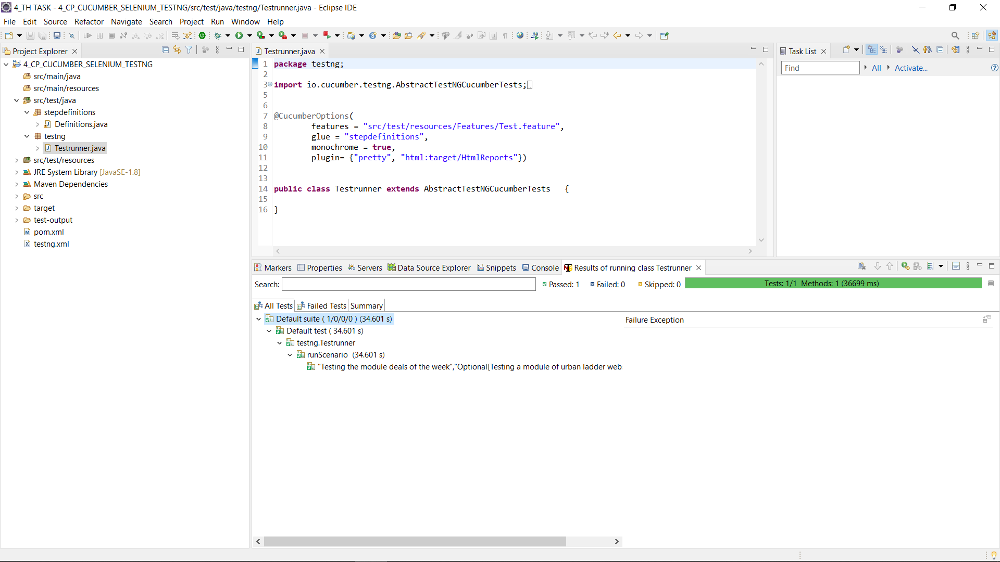 4_TH TASK - 4_CP_CUCUMBER_SELENIUM_TESTNG/src/test/java/testng/Testrunner.java - Eclipse IDE
File Edit Source Refactor Navigate Search Project Run Window Help
Project Explorer
4_CP_CUCUMBER_SELENIUM_TESTNG
src/main/java
src/main/resources
src/test/java
stepdefinitions
Definitions.java
testng
Testrunner.java
src/test/resources
JRE System Library [JavaSE-1.8]
Maven Dependencies
src
target
test-output
pom.xml
testng.xml
Testrunner.java
1 package testng;
2
3 import io.cucumber.testng.AbstractTestNGCucumberTests;
5
6
7 @CucumberOptions(
8 features = "src/test/resources/Features/Test.feature",
9 glue = "stepdefinitions",
10 monochrome = true,
11 plugin= {"pretty", "html:target/HtmlReports"})
12
13
14 public class Testrunner extends AbstractTestNGCucumberTests {
15
16 }
Task List
Find All Activate...
Markers Properties Servers Data Source Explorer Snippets Console Results of running class Testrunner
Search: Passed: 1 Failed: 0 Skipped: 0 Tests: 1/1 Methods: 1 (36699 ms)
All Tests Failed Tests Summary
Default suite ( 1/0/0/0 ) (34.601 s)
Default test ( 34.601 s)
testng.Testrunner
runScenario (34.601 s)
"Testing the module deals of the week","Optional[Testing a module of urban ladder web
Failure Exception